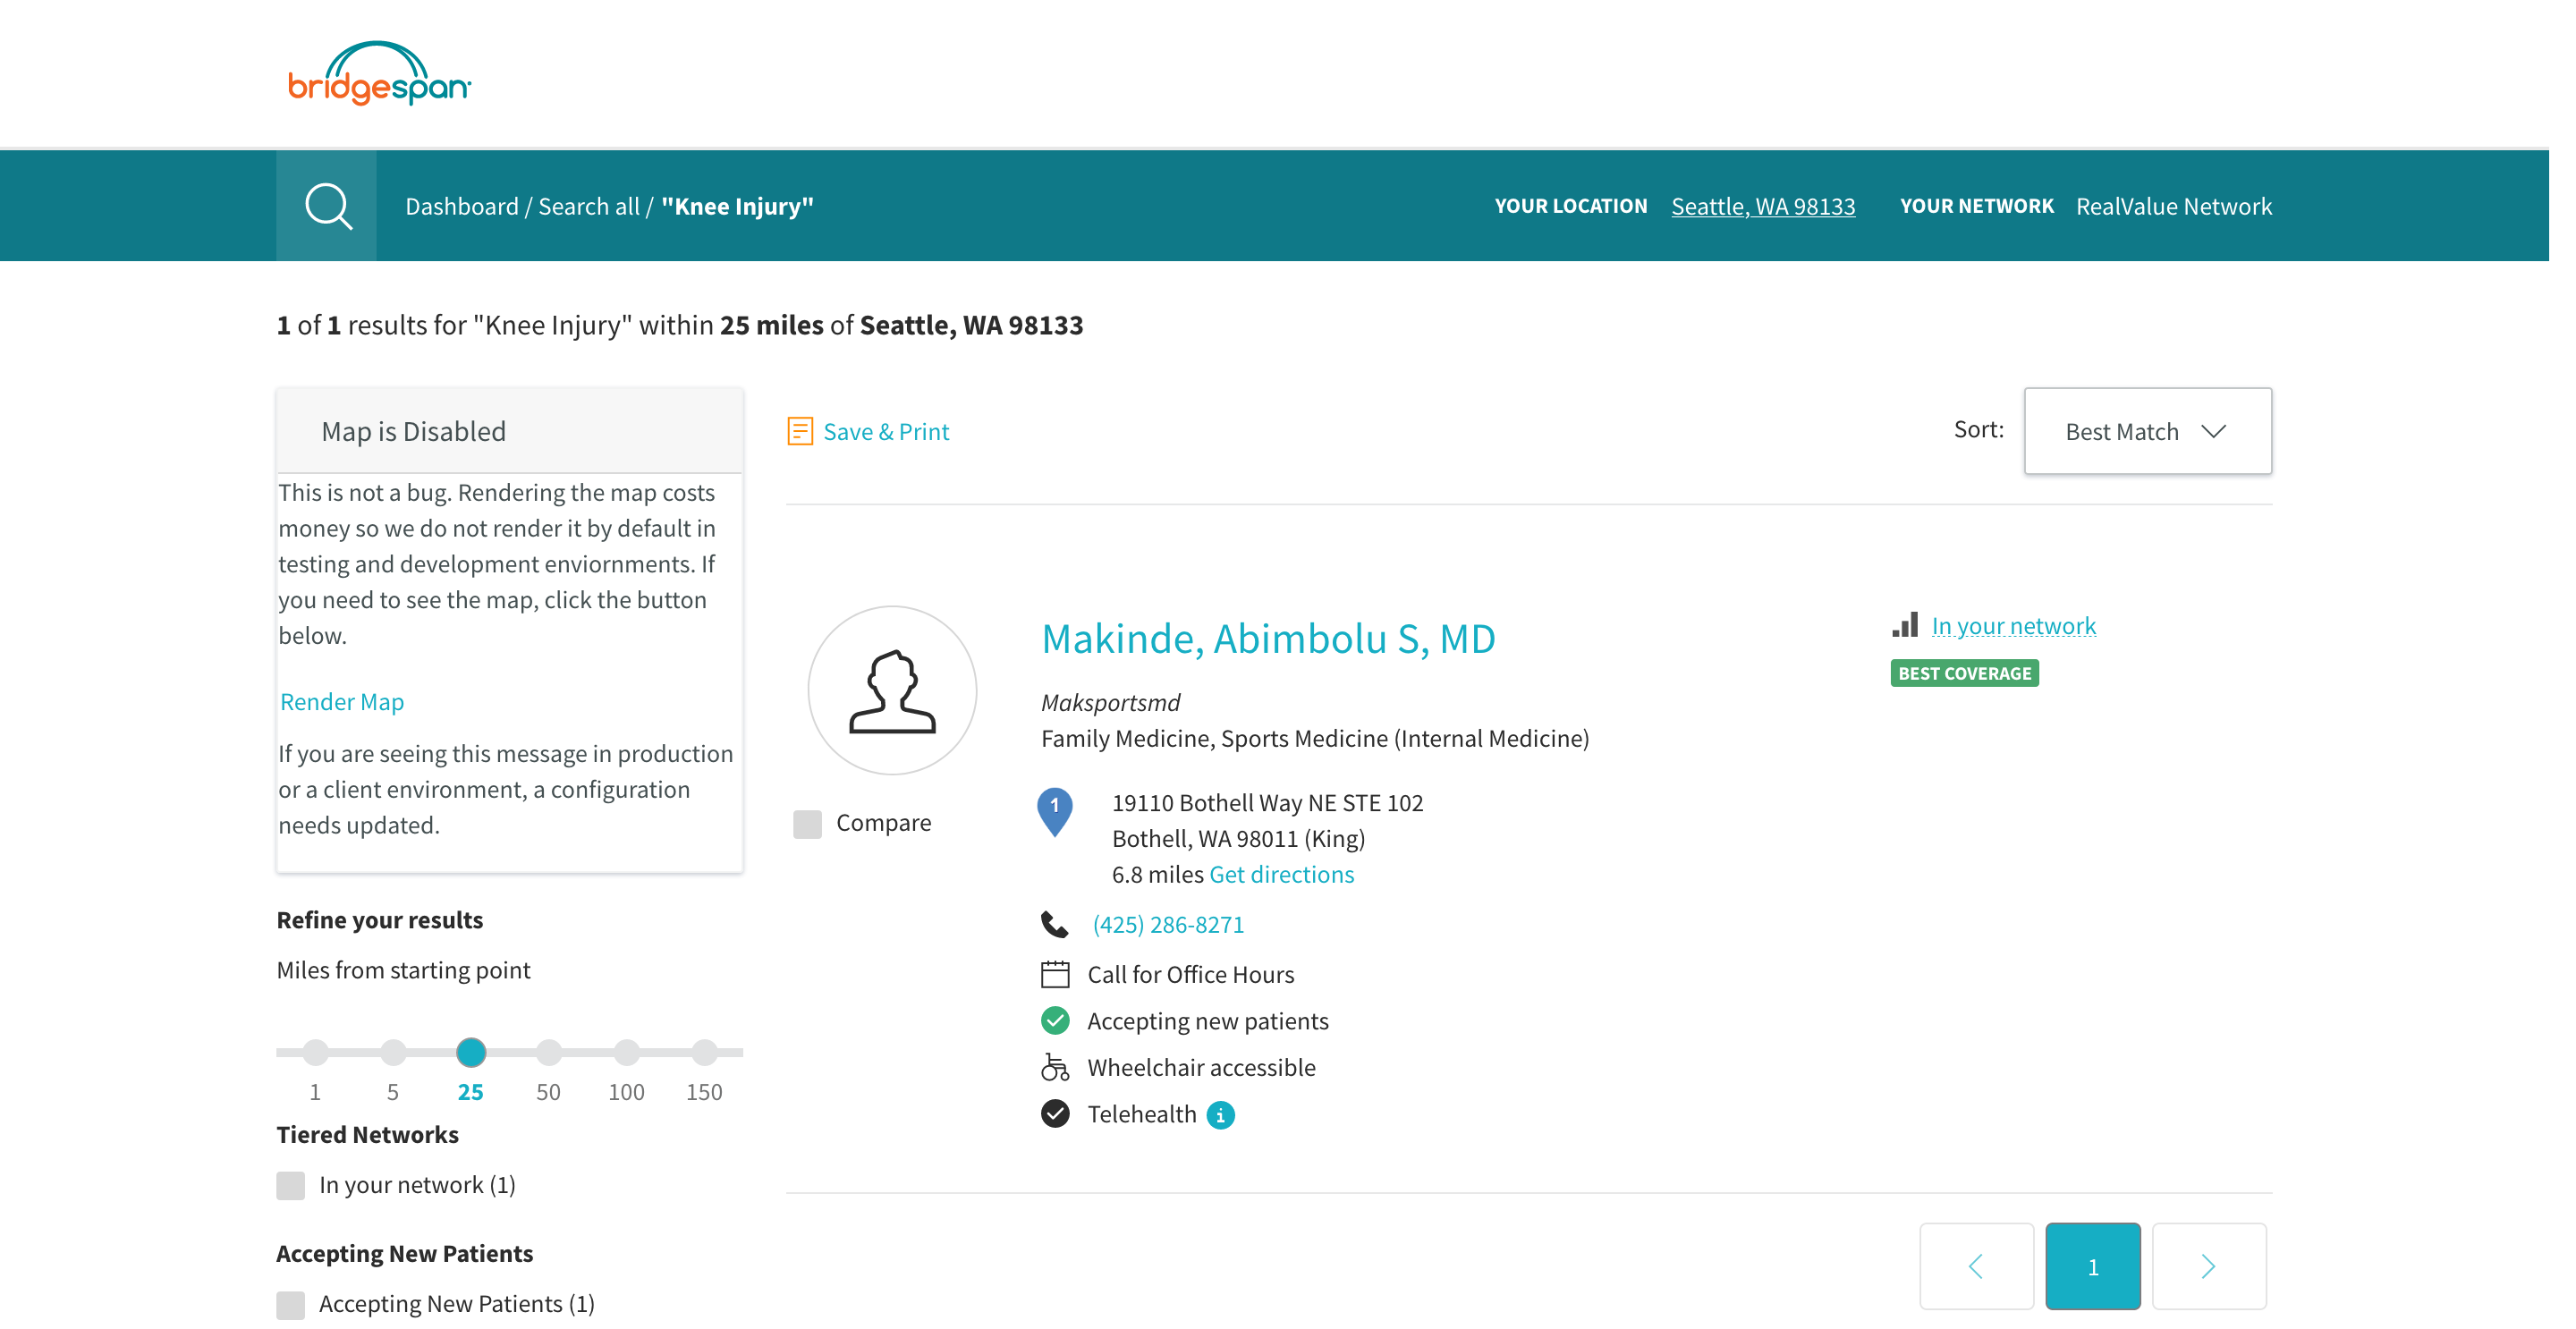 bridgespan
Dashboard / Search all / "Knee Injury"
YOUR LOCATION Seattle, WA 98133 YOUR NETWORK RealValue Network
1 of 1 results for "Knee Injury" within 25 miles of Seattle, WA 98133
Map is Disabled
This is not a bug. Rendering the map costs
money so we do not render it by default in
testing and development enviornments. If
you need to see the map, click the button
below.
Render Map
If you are seeing this message in production
or a client environment, a configuration
needs updated.
Refine your results
Miles from starting point
1 5 25 50 100 150
Tiered Networks
In your network (1)
Accepting New Patients
Accepting New Patients (1)
Save & Print
Sort: Best Match
Compare
Makinde, Abimbolu S, MD
Maksportsmd
Family Medicine, Sports Medicine (Internal Medicine)
1
19110 Bothell Way NE STE 102
Bothell, WA 98011 (King)
6.8 miles Get directions
(425) 286-8271
Call for Office Hours
Accepting new patients
Wheelchair accessible
Telehealth i
In your network
BEST COVERAGE
1